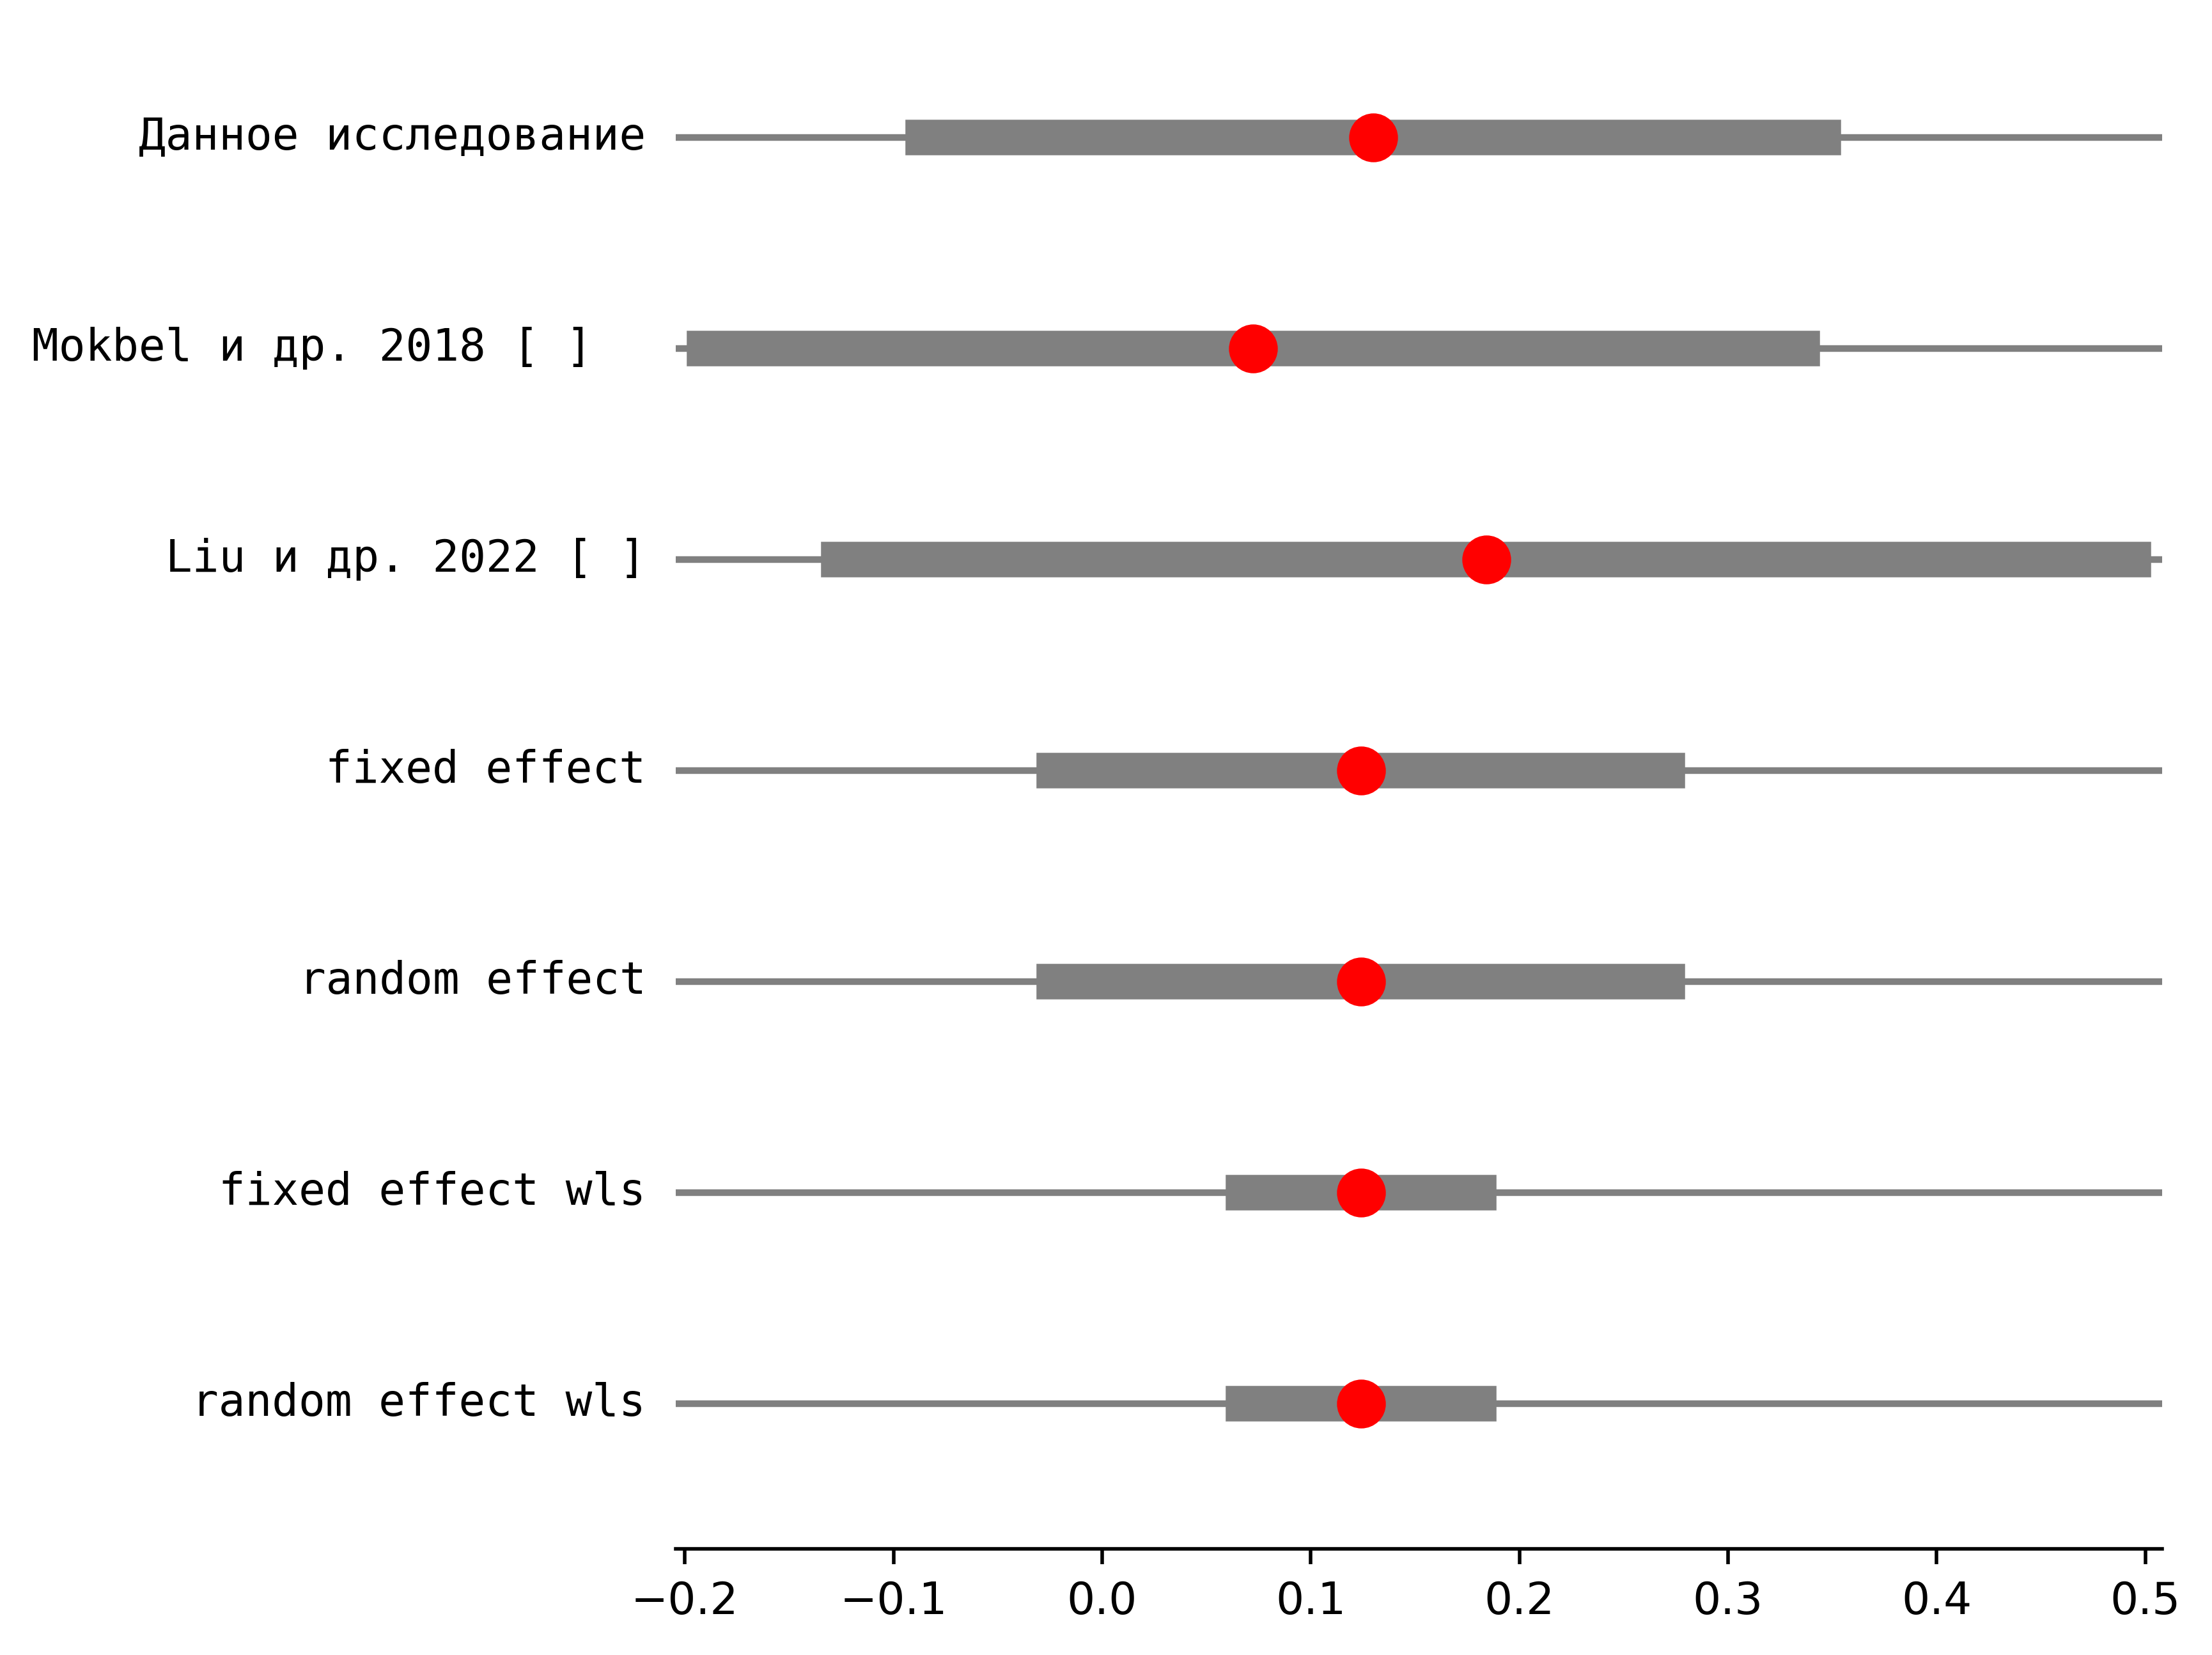 Данное исследование
Mokbel и др. 2018 [ ]
Liu и др. 2022 [ ]
fixed effect
random effect
fixed effect wls
random effect wls
−0.2 −0.1 0.0 0.1 0.2 0.3 0.4 0.5